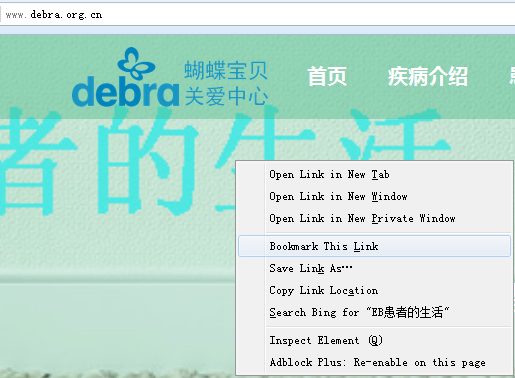 www.debra.org.cn
debra 蝴蝶宝贝
关爱中心
首页 疾病介绍
者的生活
Open Link in New Tab
Open Link in New Window
Open Link in New Private Window
Bookmark This Link
Save Link As…
Copy Link Location
Search Bing for "EB患者的生活"
Inspect Element (Q)
Adblock Plus: Re-enable on this page